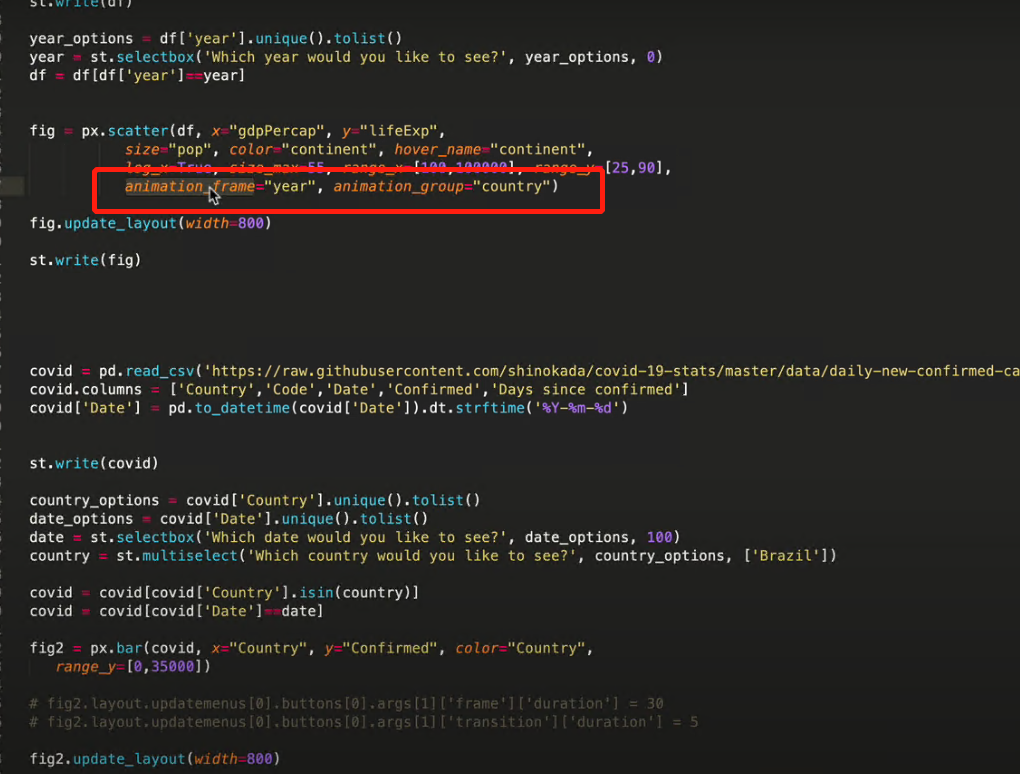 st.write(df)
year_options = df['year'].unique().tolist()
year = st.selectbox('Which year would you like to see?', year_options, 0)
df = df[df['year']==year]
fig = px.scatter(df, x="gdpPercap", y="lifeExp",
size="pop", color="continent", hover_name="continent",
log_x=True, size_max=55, range_x=[100,100000], range_y=[25,90],
animation_frame="year", animation_group="country")
fig.update_layout(width=800)
st.write(fig)
covid = pd.read_csv('https://raw.githubusercontent.com/shinokada/covid-19-stats/master/data/daily-new-confirmed-ca
covid.columns = ['Country','Code','Date','Confirmed','Days since confirmed']
covid['Date'] = pd.to_datetime(covid['Date']).dt.strftime('%Y-%m-%d')
st.write(covid)
country_options = covid['Country'].unique().tolist()
date_options = covid['Date'].unique().tolist()
date = st.selectbox('Which date would you like to see?', date_options, 100)
country = st.multiselect('Which country would you like to see?', country_options, ['Brazil'])
covid = covid[covid['Country'].isin(country)]
covid = covid[covid['Date']==date]
fig2 = px.bar(covid, x="Country", y="Confirmed", color="Country",
range_y=[0,35000])
# fig2.layout.updatemenus[0].buttons[0].args[1]['frame']['duration'] = 30
# fig2.layout.updatemenus[0].buttons[0].args[1]['transition']['duration'] = 5
fig2.update_layout(width=800)